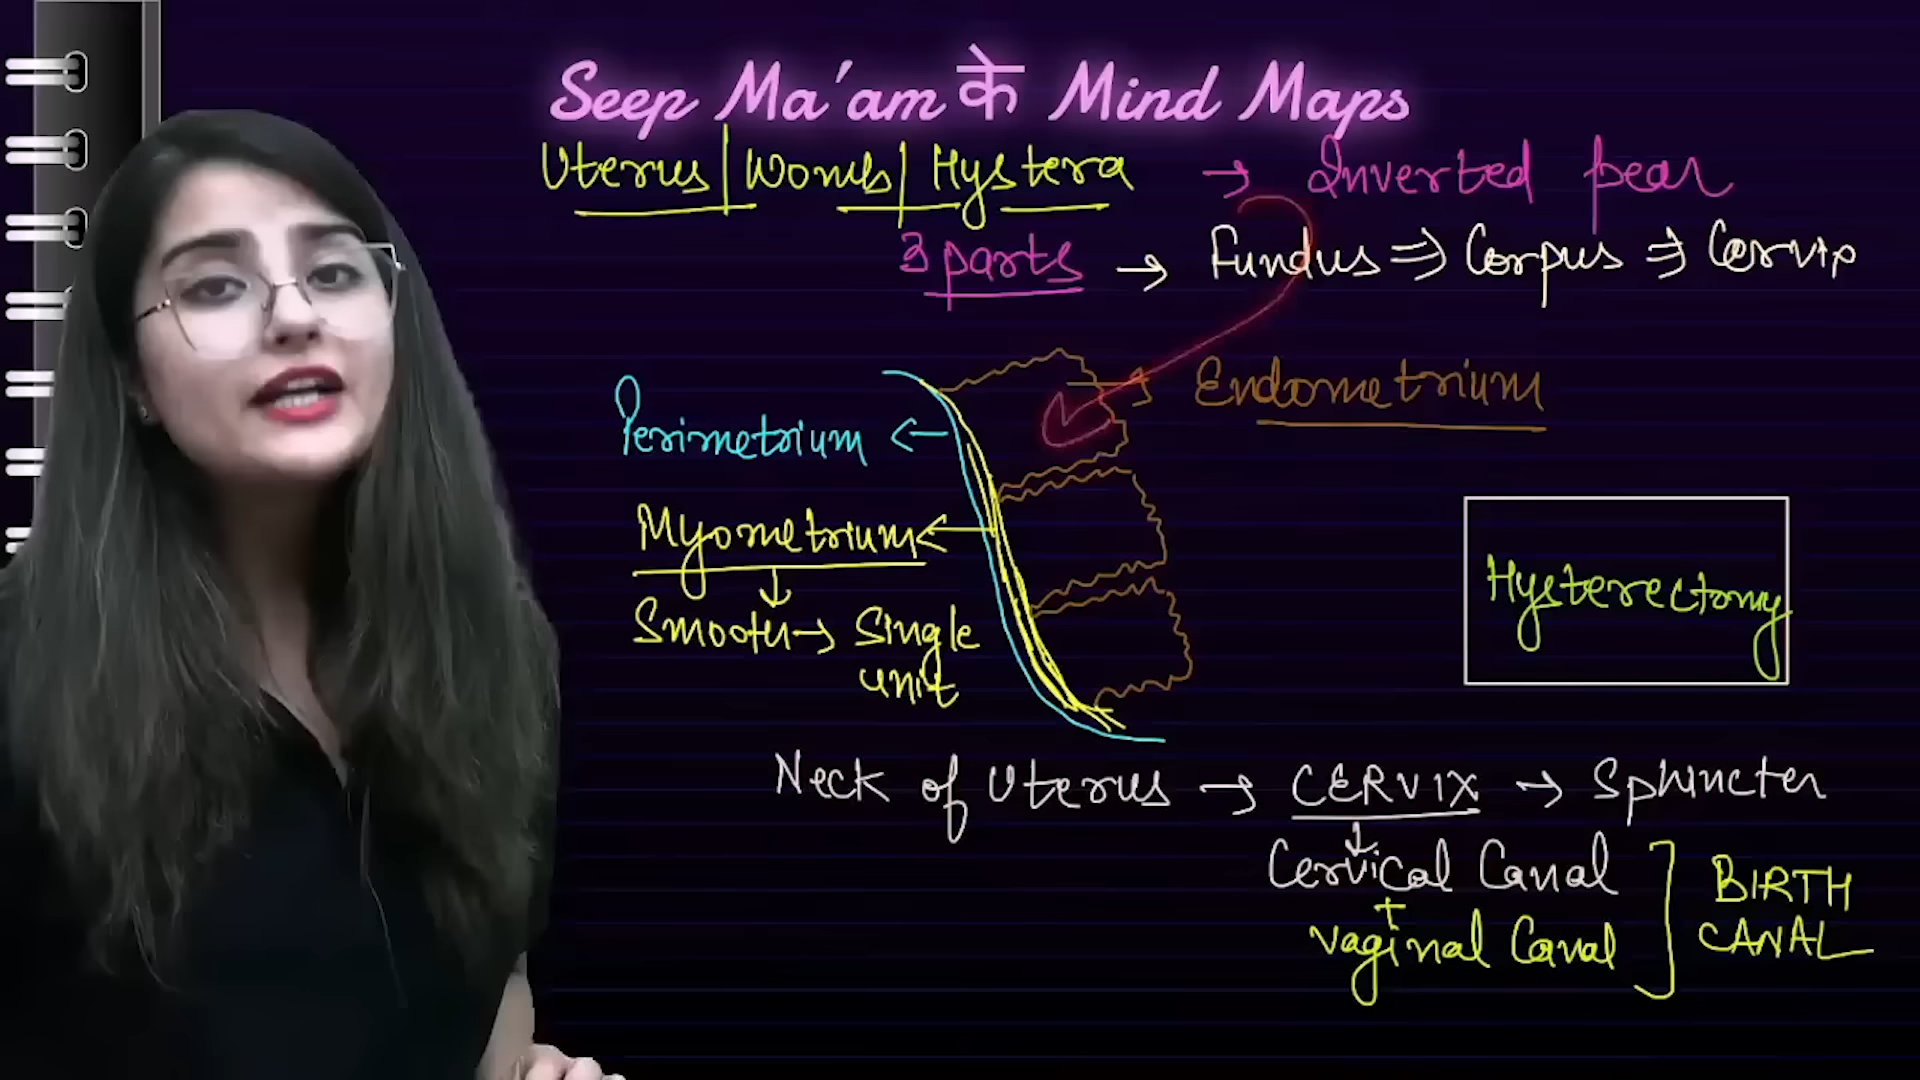 Seep Ma'am के Mind Maps
Uterus | Womb | Hystera → Inverted pear
3 parts → Fundus ⇒ Corpus ⇒ Cervix
→ Endometrium
Perimetrium ←
Myometrium ←
↓
Smooth → Single
unit
Hysterectomy
Neck of Uterus → CERVIX → Sphincter
↓
Cervical Canal
+
Vaginal Canal
] BIRTH
CANAL